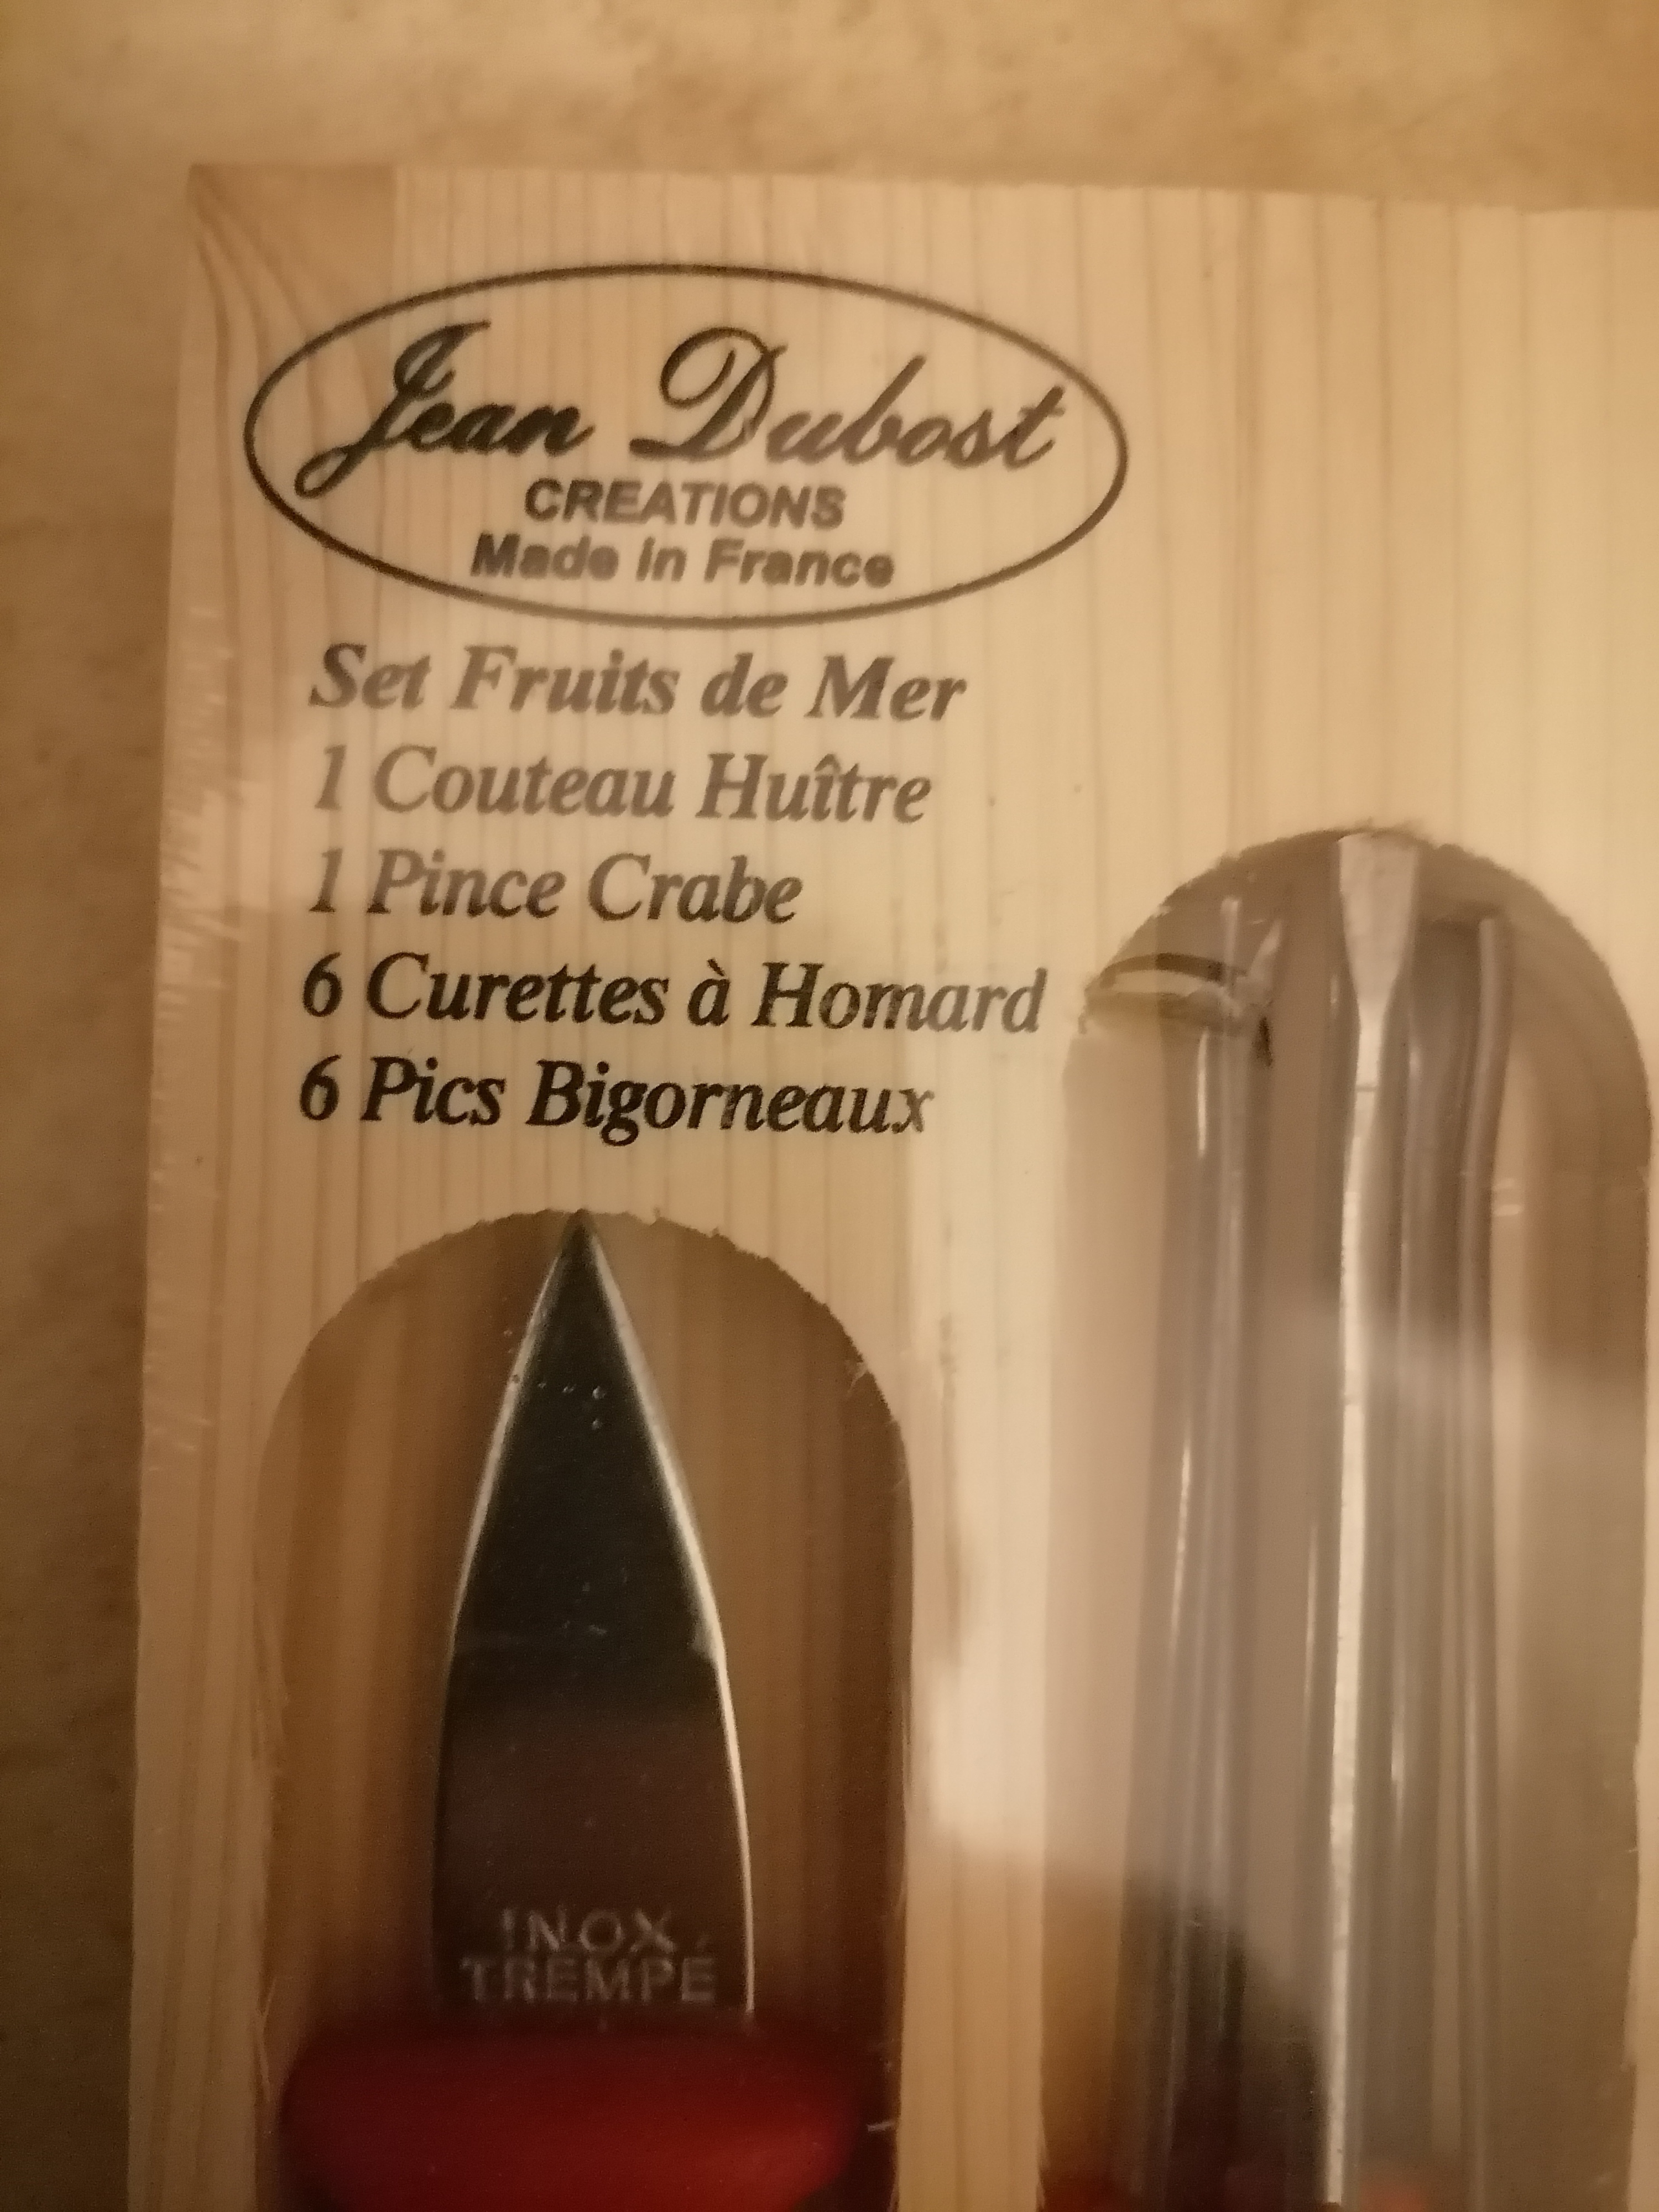 Jean Dubost
CREATIONS
Made in France
Set Fruits de Mer
1 Couteau Huître
1 Pince Crabe
6 Curettes à Homard
6 Pics Bigorneaux
INOX
TREMPE